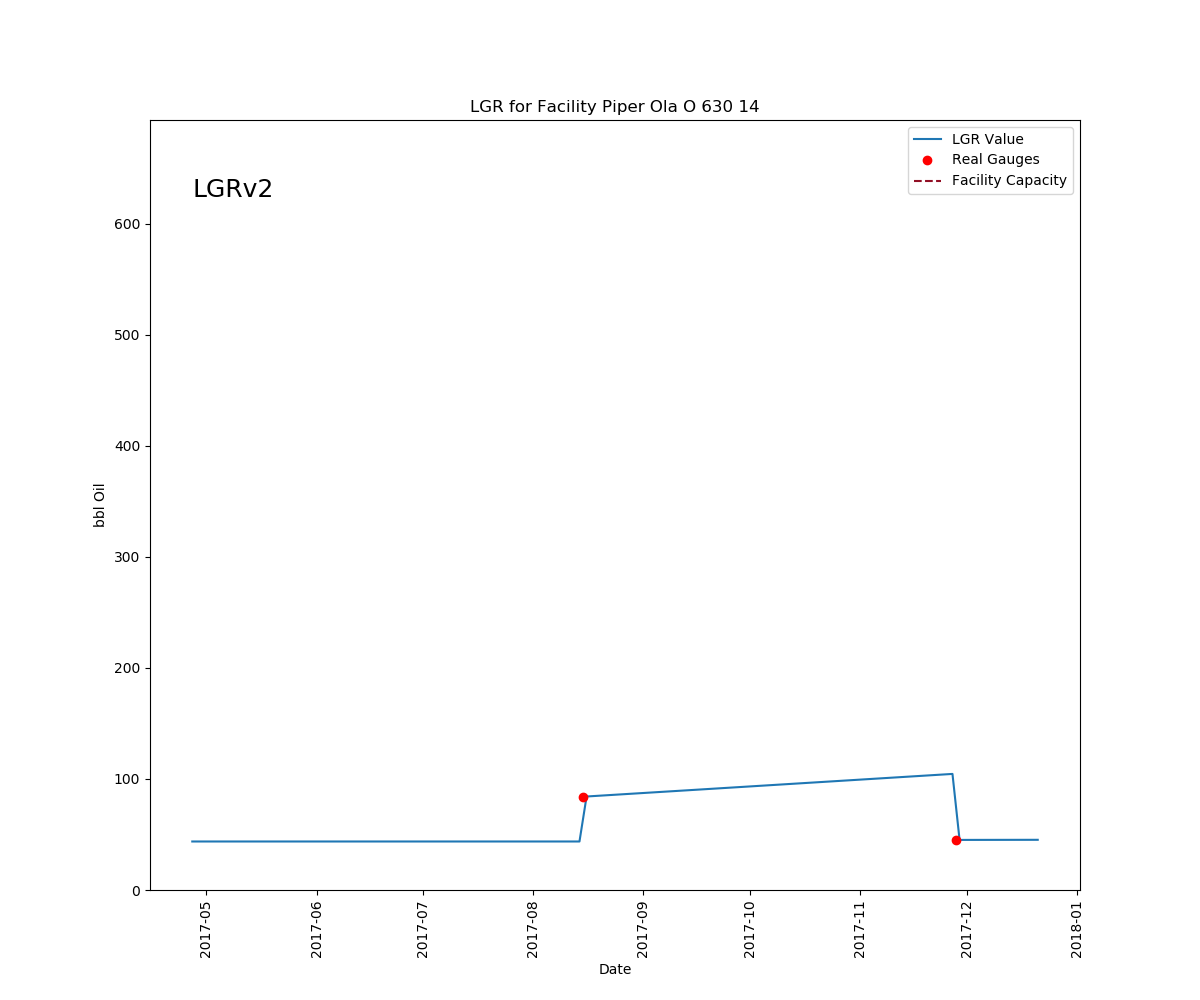 LGR for Facility Piper Ola O 630 14
LGRv2
LGR Value
Real Gauges
Facility Capacity
bbl Oil
600
500
400
300
200
100
0
2017-05
2017-06
2017-07
2017-08
2017-09
2017-10
2017-11
2017-12
2018-01
Date